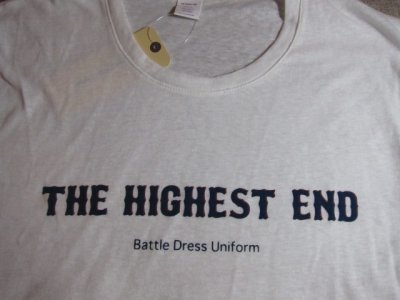 THE HIGHEST END
Battle Dress Uniform